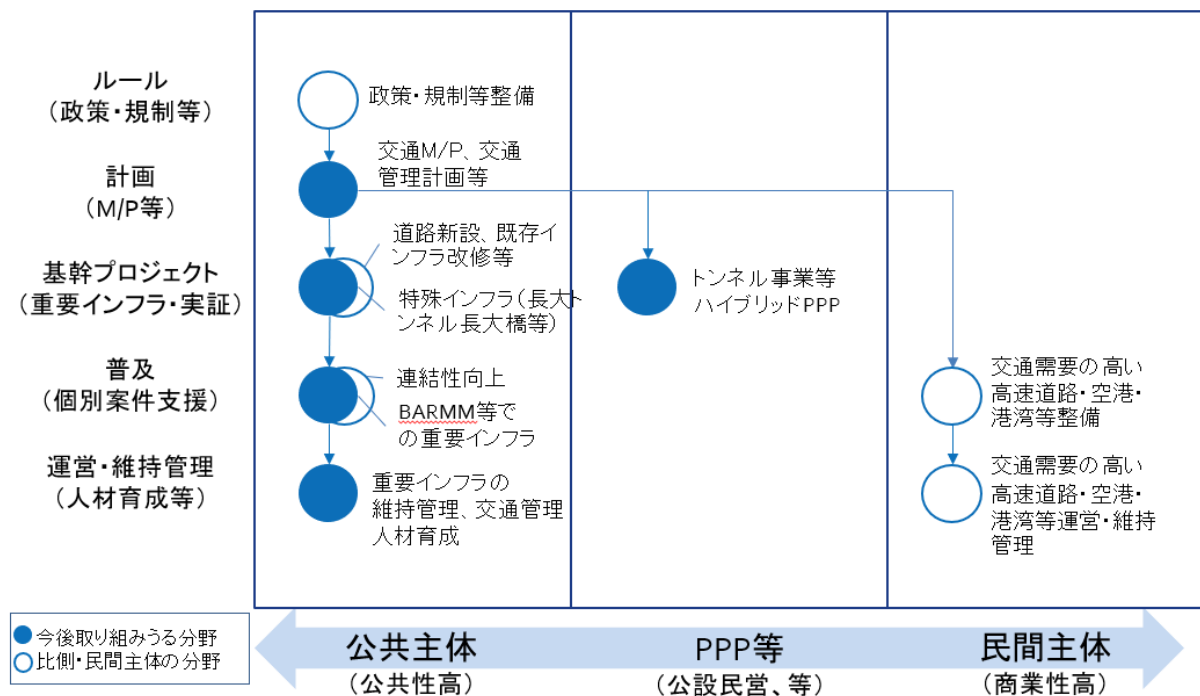 ルール
(政策・規制等)
政策・規制等整備
計画
(M/P等)
交通M/P、交通
管理計画等
基幹プロジェクト
(重要インフラ・実証)
道路新設、既存イ
ンフラ改修等
特殊インフラ(長大ト
ンネル長大橋等)
トンネル事業等
ハイブリッドPPP
普及
(個別案件支援)
連結性向上
BARMM等で
の重要インフラ
交通需要の高い
高速道路・空港・
港湾等整備
運営・維持管理
(人材育成等)
重要インフラの
維持管理、交通管理
人材育成
交通需要の高い
高速道路・空港・
港湾等運営・維持
管理
今後取り組みうる分野
比側・民間主体の分野
公共主体
(公共性高)
PPP等
(公設民営、等)
民間主体
(商業性高)